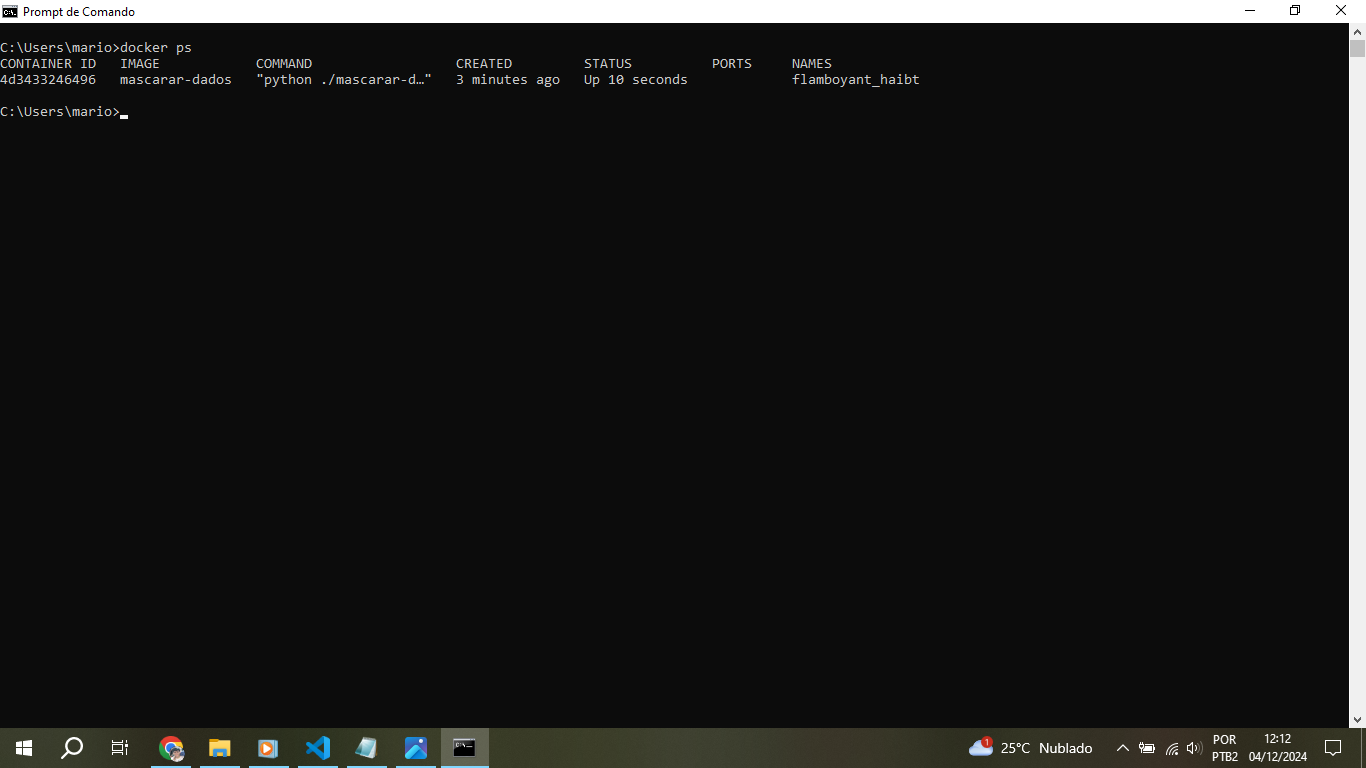 Prompt de Comando
C:\Users\mario>docker ps
CONTAINER ID   IMAGE            COMMAND                  CREATED         STATUS          PORTS     NAMES
4d3433246496   mascarar-dados   "python ./mascarar-d…"   3 minutes ago   Up 10 seconds             flamboyant_haibt
C:\Users\mario>
1
25°C Nublado
POR
PTB2
12:12
04/12/2024